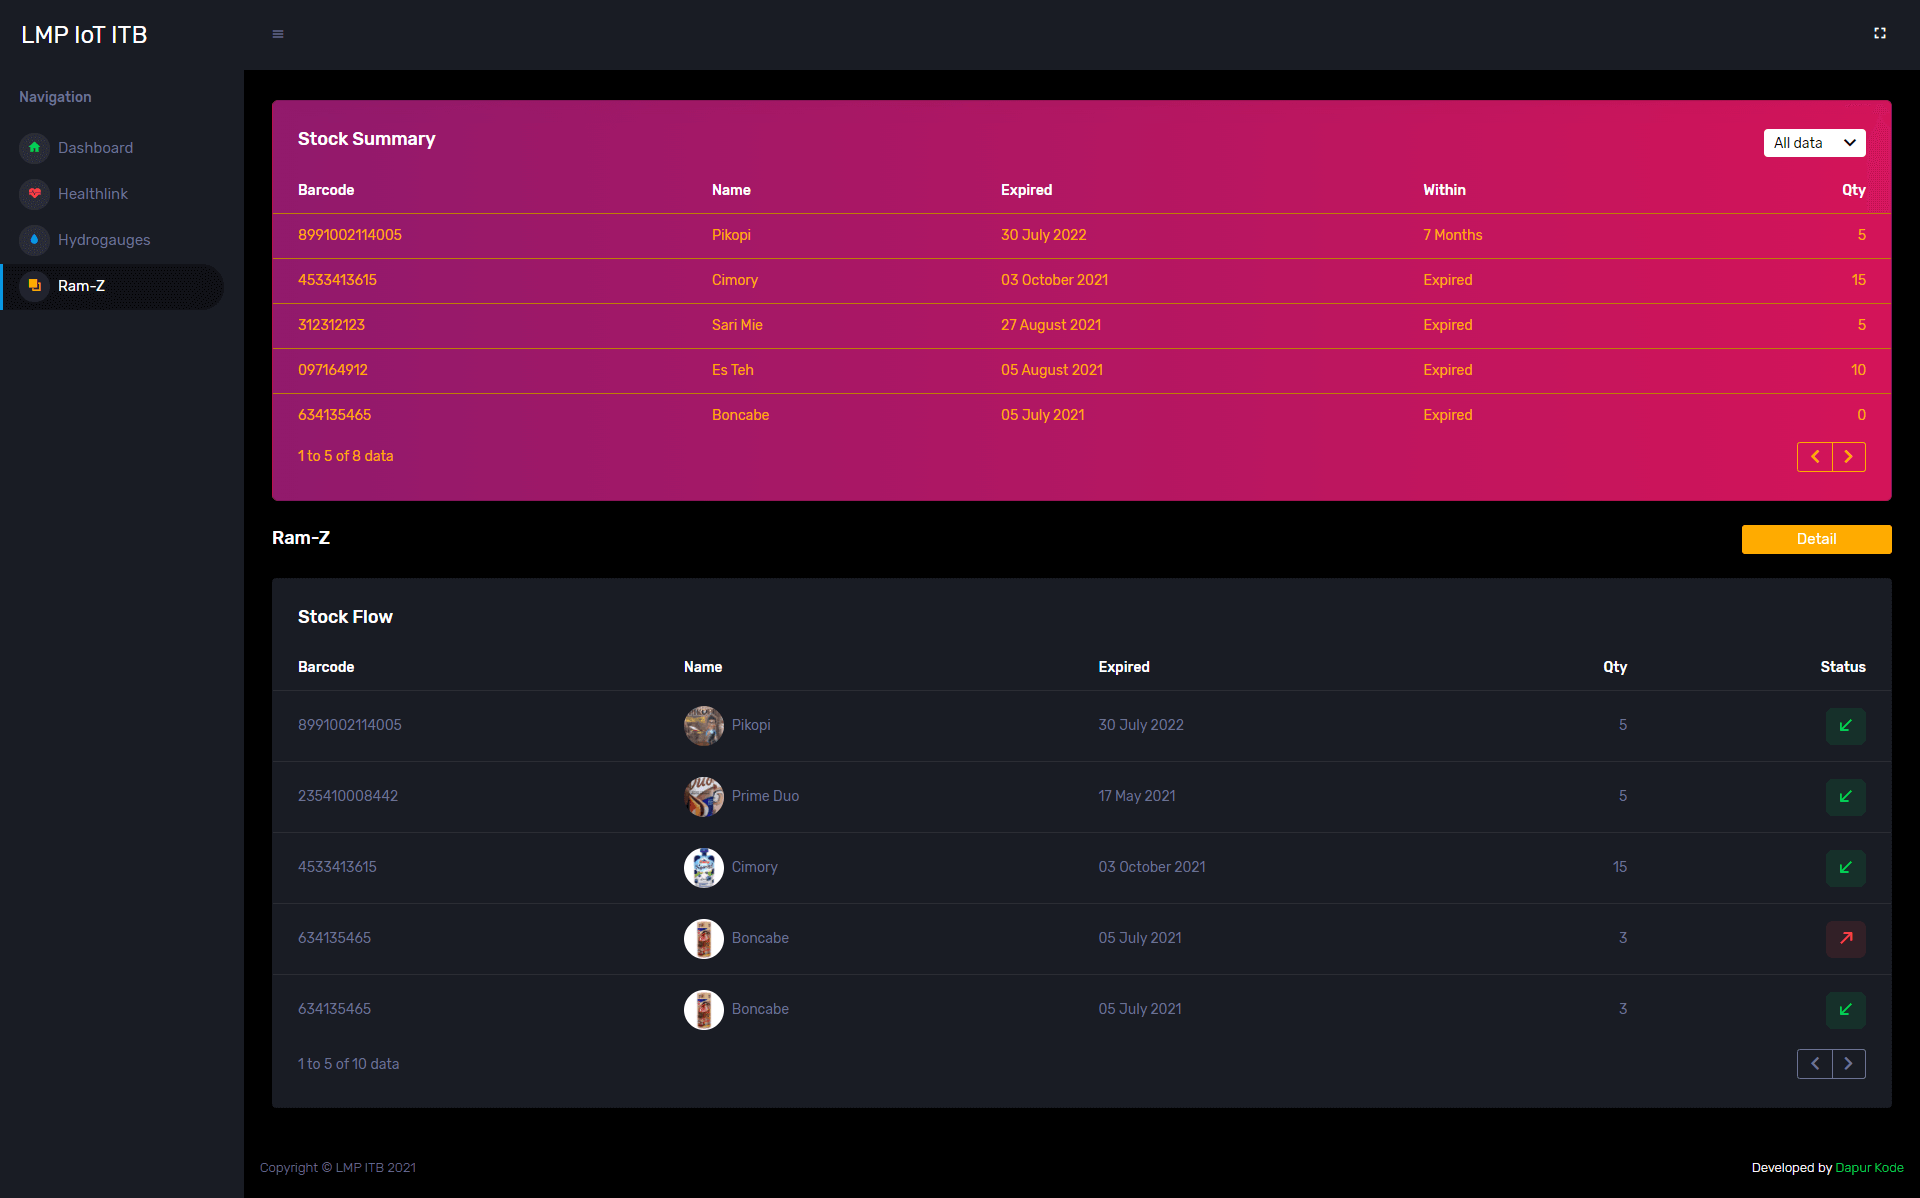 LMP IoT ITB
Navigation
Dashboard
Healthlink
Hydrogauges
Ram-Z
Stock Summary
All data
Barcode Name Expired Within Qty
8991002114005 Pikopi 30 July 2022 7 Months 5
4533413615 Cimory 03 October 2021 Expired 15
312312123 Sari Mie 27 August 2021 Expired 5
097164912 Es Teh 05 August 2021 Expired 10
634135465 Boncabe 05 July 2021 Expired 0
1 to 5 of 8 data
Ram-Z
Detail
Stock Flow
Barcode Name Expired Qty Status
8991002114005 Pikopi 30 July 2022 5
235410008442 Prime Duo 17 May 2021 5
4533413615 Cimory 03 October 2021 15
634135465 Boncabe 05 July 2021 3
634135465 Boncabe 05 July 2021 3
1 to 5 of 10 data
Copyright © LMP ITB 2021
Developed by Dapur Kode